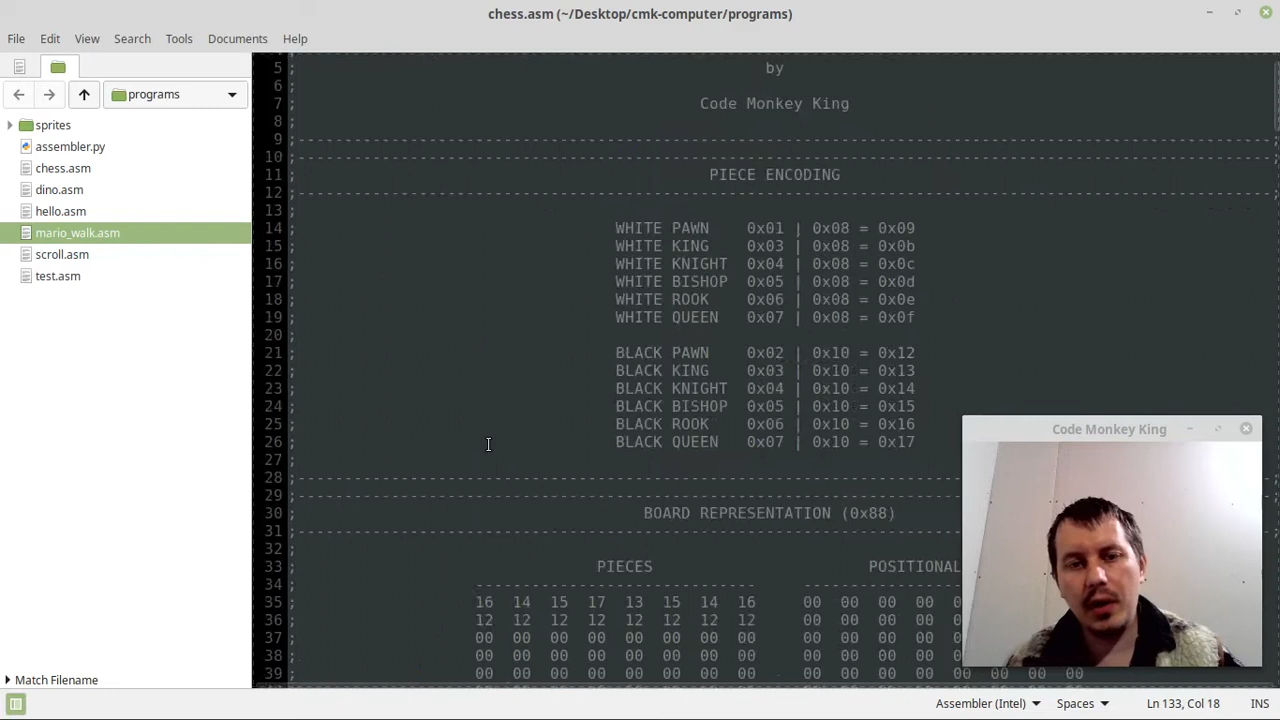 chess.asm (~/Desktop/cmk-computer/programs)
File Edit View Search Tools Documents Help
programs
sprites
assembler.py
chess.asm
dino.asm
hello.asm
mario_walk.asm
scroll.asm
test.asm
Match Filename
5 ; by
6 ;
7 ; Code Monkey King
8 ;
9 ;---------------------------------------------------------
10 ;---------------------------------------------------------
11 ; PIECE ENCODING
12 ;---------------------------------------------------------
13 ;
14 ; WHITE PAWN 0x01 | 0x08 = 0x09
15 ; WHITE KING 0x03 | 0x08 = 0x0b
16 ; WHITE KNIGHT 0x04 | 0x08 = 0x0c
17 ; WHITE BISHOP 0x05 | 0x08 = 0x0d
18 ; WHITE ROOK 0x06 | 0x08 = 0x0e
19 ; WHITE QUEEN 0x07 | 0x08 = 0x0f
20 ;
21 ; BLACK PAWN 0x02 | 0x10 = 0x12
22 ; BLACK KING 0x03 | 0x10 = 0x13
23 ; BLACK KNIGHT 0x04 | 0x10 = 0x14
24 ; BLACK BISHOP 0x05 | 0x10 = 0x15
25 ; BLACK ROOK 0x06 | 0x10 = 0x16
26 ; BLACK QUEEN 0x07 | 0x10 = 0x17
27 ;
28 ;---------------------------------------------------------
29 ;---------------------------------------------------------
30 ; BOARD REPRESENTATION (0x88)
31 ;---------------------------------------------------------
32 ;
33 ; PIECES POSITIONAL
34 ; ------------------------------ -----------------
35 ; 16 14 15 17 13 15 14 16 00 00 00 00
36 ; 12 12 12 12 12 12 12 12 00 00 00 00
37 ; 00 00 00 00 00 00 00 00 00 00 00 00
38 ; 00 00 00 00 00 00 00 00 00 00 00 00
39 ; 00 00 00 00 00 00 00 00 00 00 00 00 00 00 00 00
Code Monkey King
Assembler (Intel) Spaces Ln 133, Col 18 INS